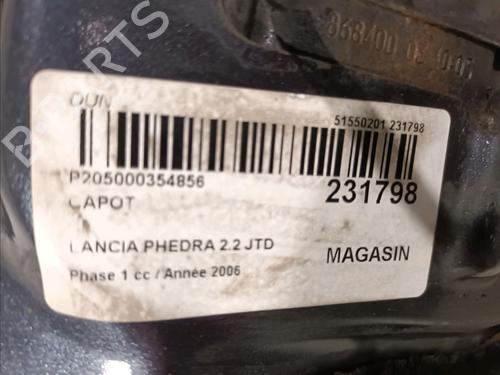 51550201 231798
P205000354856
231798
CAPOT
LANCIA PHEDRA 2.2 JTD
MAGASIN
Phase 1 cc / Année 2006